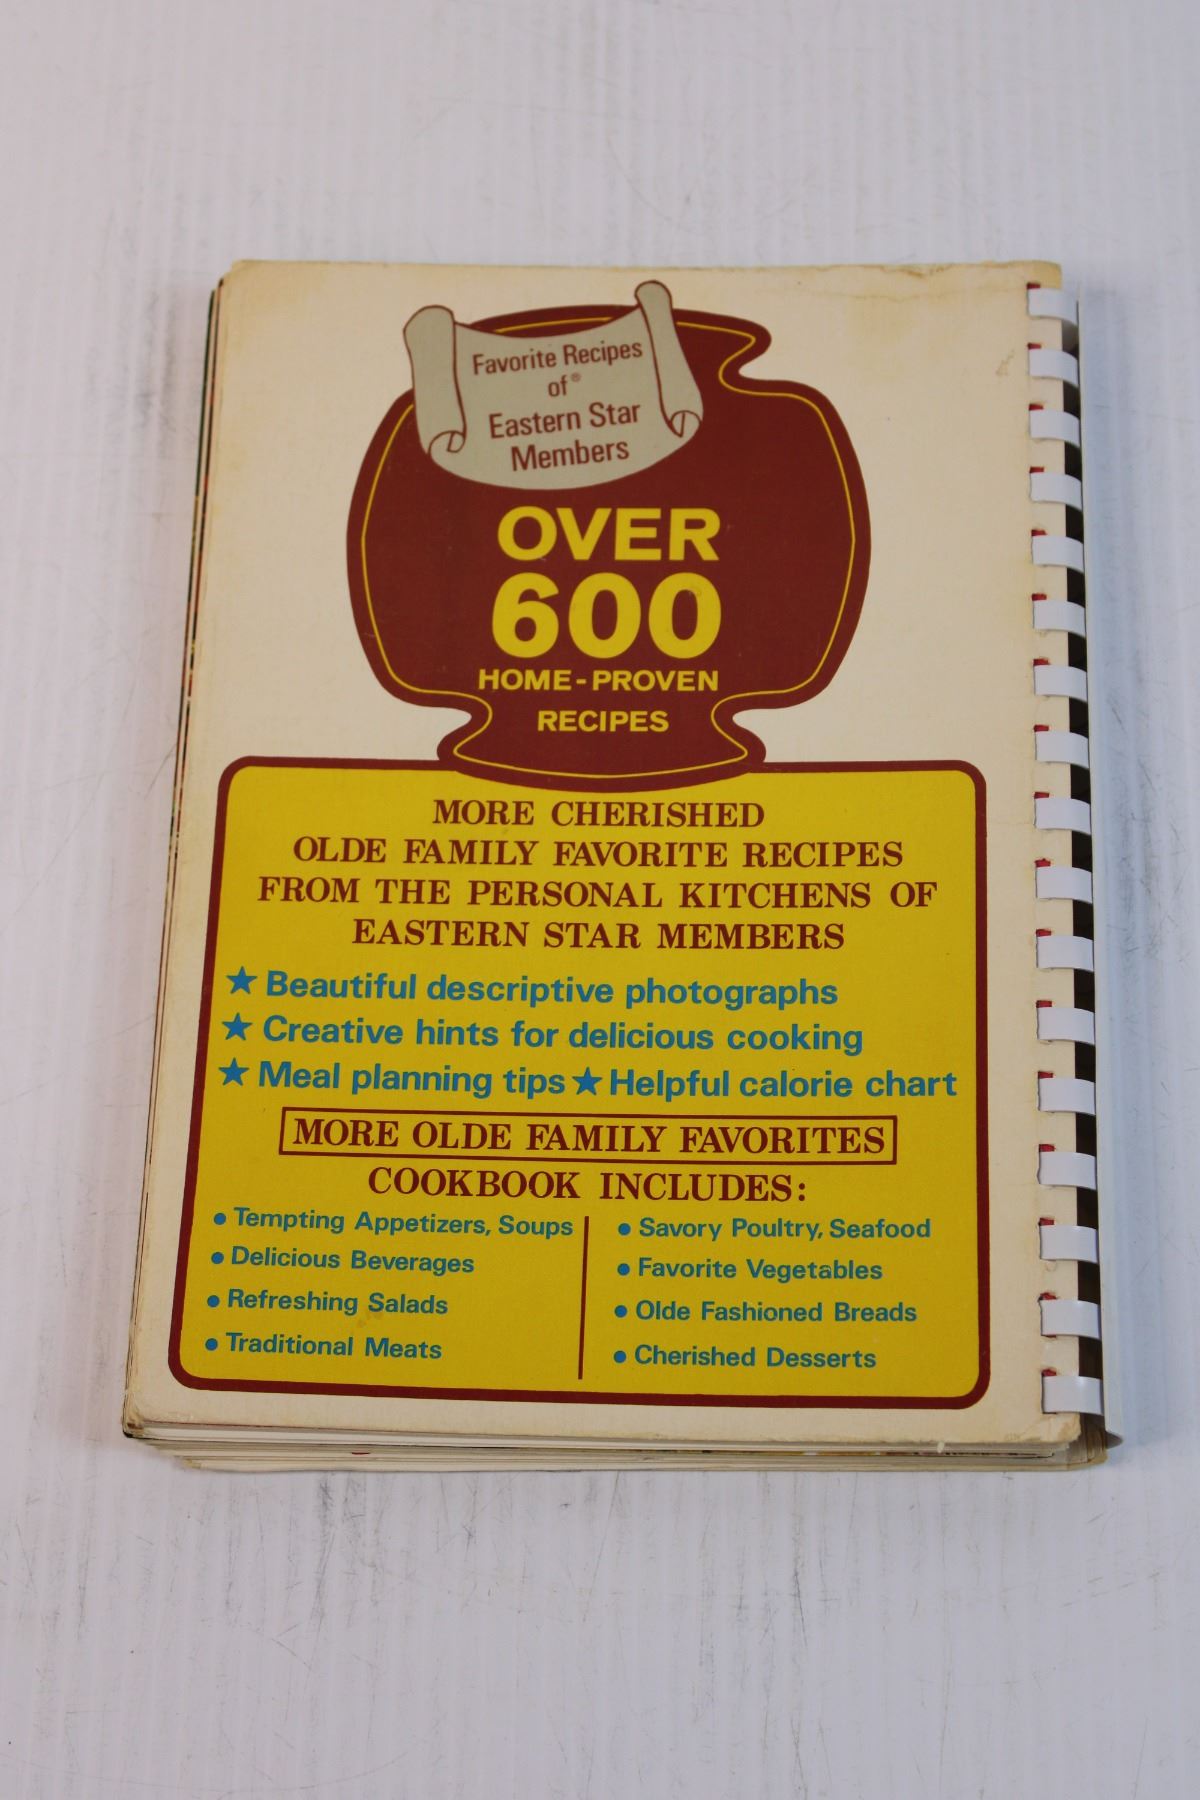 Favorite Recipes
of®
Eastern Star
Members
OVER
600
HOME-PROVEN
RECIPES
MORE CHERISHED
OLDE FAMILY FAVORITE RECIPES
FROM THE PERSONAL KITCHENS OF
EASTERN STAR MEMBERS
★ Beautiful descriptive photographs
★ Creative hints for delicious cooking
★ Meal planning tips ★ Helpful calorie chart
MORE OLDE FAMILY FAVORITES
COOKBOOK INCLUDES:
• Tempting Appetizers, Soups
• Delicious Beverages
• Refreshing Salads
• Traditional Meats
• Savory Poultry, Seafood
• Favorite Vegetables
• Olde Fashioned Breads
• Cherished Desserts